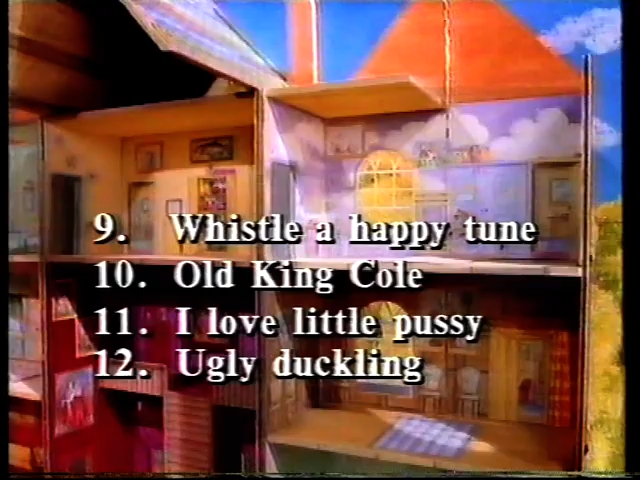 9. Whistle a happy tune
10. Old King Cole
11. I love little pussy
12. Ugly duckling